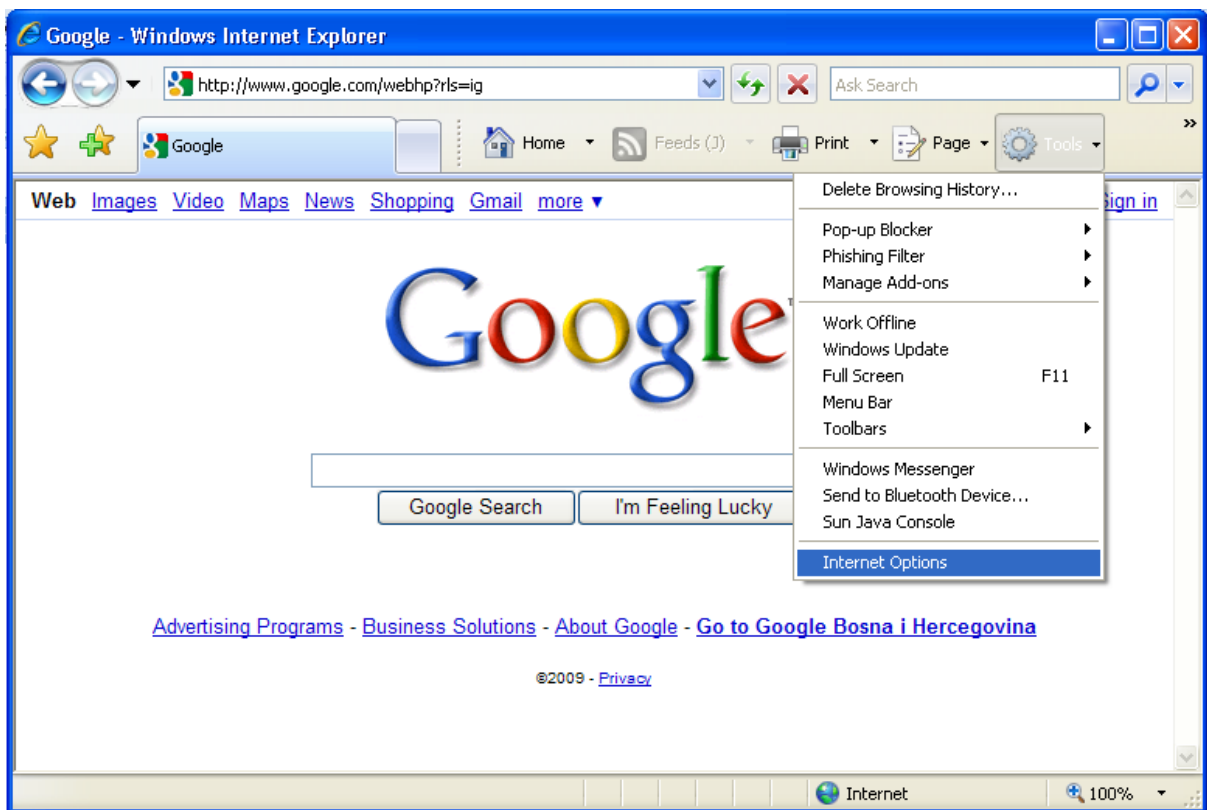 Google - Windows Internet Explorer
http://www.google.com/webhp?rls=ig
Ask Search
Google
Home
Feeds (J)
Print
Page
Tools
»
Web Images Video Maps News Shopping Gmail more ▼
Sign in
Delete Browsing History...
Pop-up Blocker
Phishing Filter
Manage Add-ons
Work Offline
Windows Update
Full Screen F11
Menu Bar
Toolbars
Windows Messenger
Send to Bluetooth Device...
Sun Java Console
Internet Options
Google
Google Search
I'm Feeling Lucky
Advertising Programs - Business Solutions - About Google - Go to Google Bosna i Hercegovina
©2009 - Privacy
Internet
100%